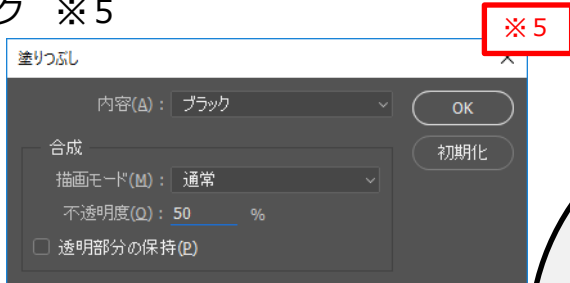 ク ※５
※５
塗りつぶし
内容(A)： ブラック
OK
合成
初期化
描画モード(M)： 通常
不透明度(O)： 50 %
透明部分の保持(P)